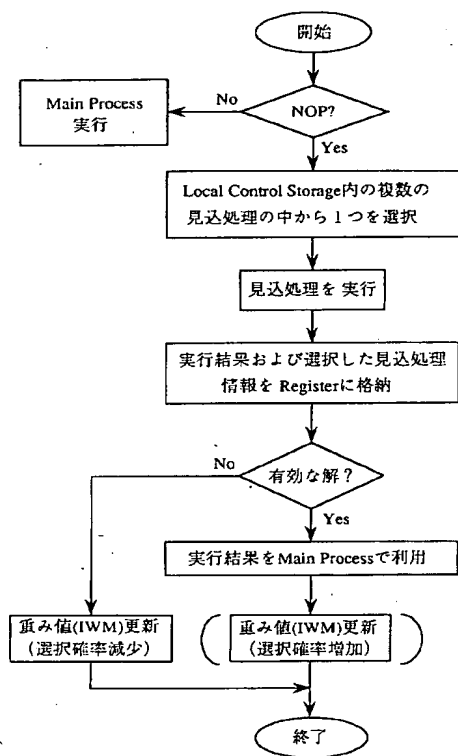 開始
NOP?
No
Main Process
実行
Yes
Local Control Storage内の複数の
見込処理の中から1つを選択
見込処理を 実行
実行結果および選択した見込処理
情報を Registerに格納
有効な解?
No
Yes
実行結果をMain Processで利用
重み値(IWM)更新
(選択確率減少)
重み値(IWM)更新
(選択確率増加)
終了